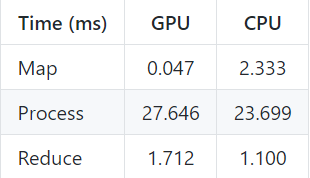 Time (ms) GPU CPU
Map 0.047 2.333
Process 27.646 23.699
Reduce 1.712 1.100